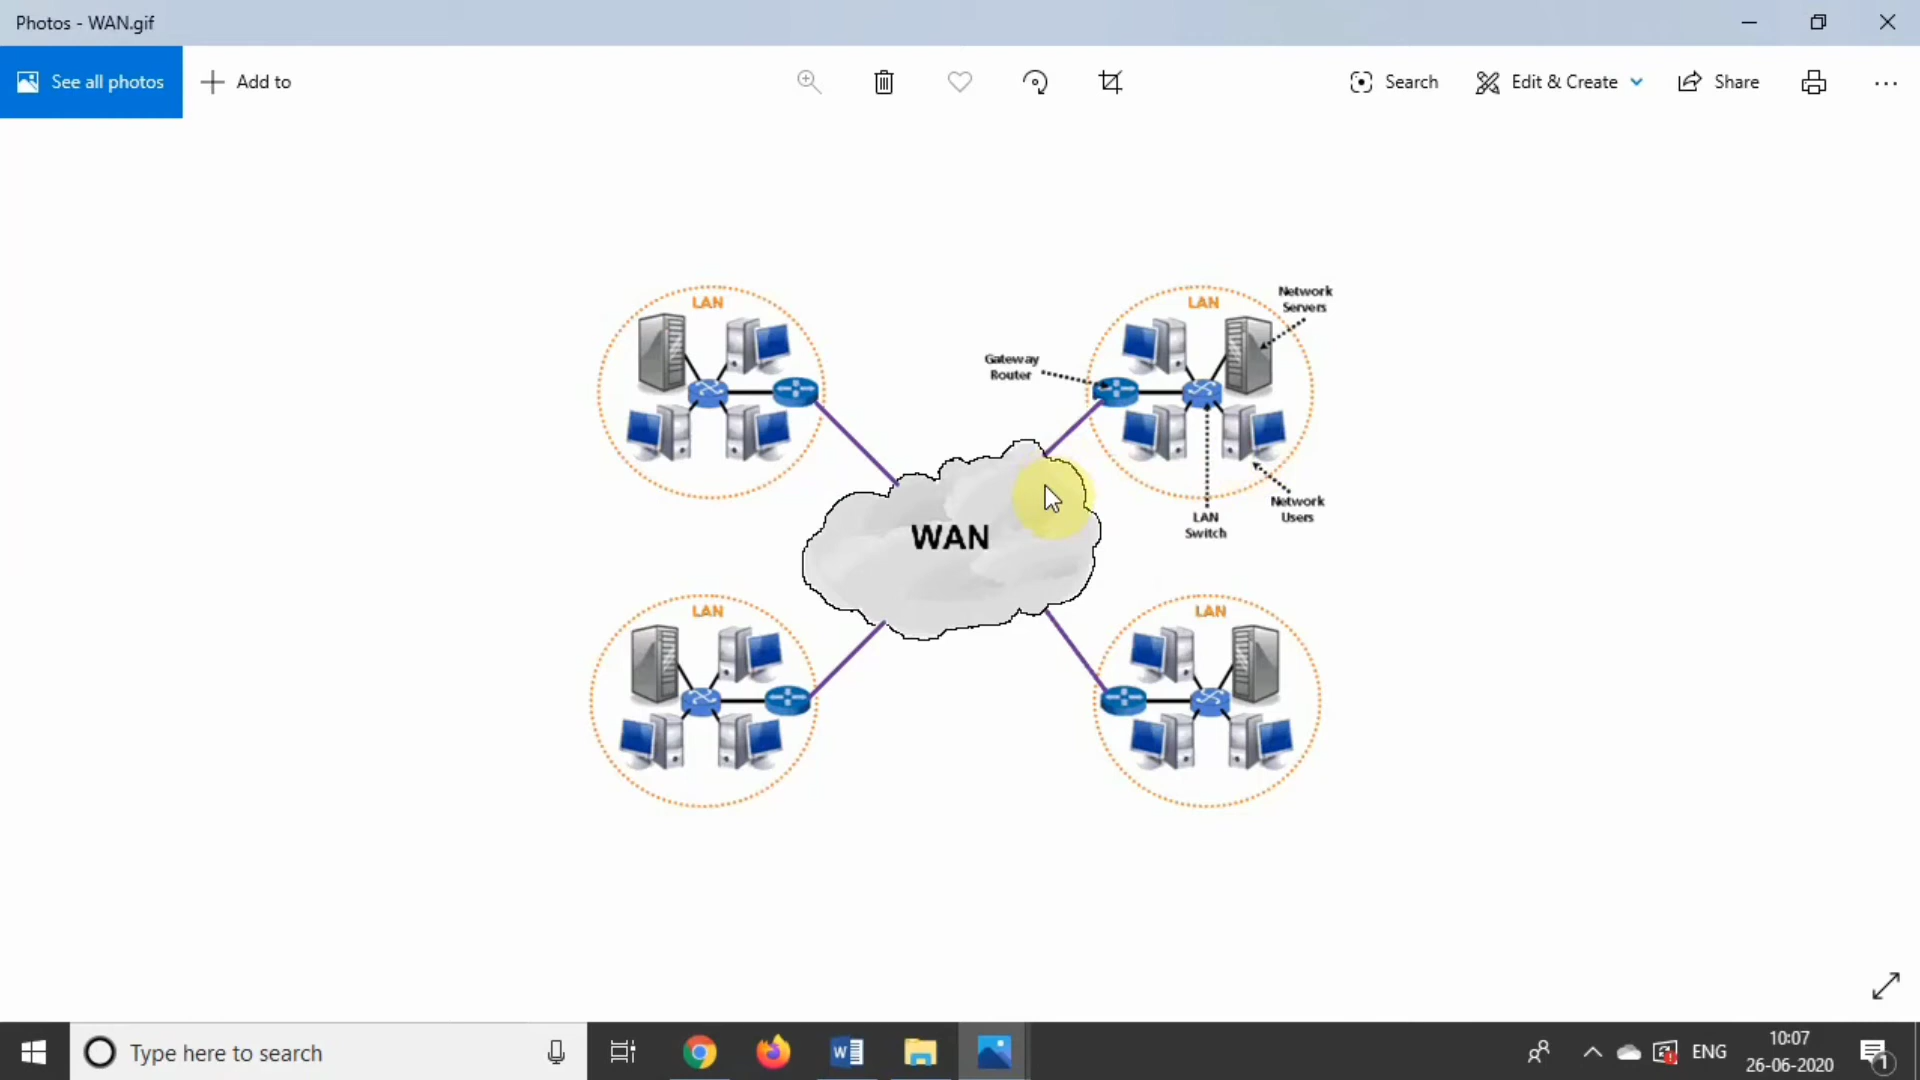 Photos - WAN.gif
See all photos
Add to
Search
Edit & Create
Share
LAN
LAN
Network
Servers
Gateway
Router
WAN
LAN
Switch
Network
Users
LAN
LAN
Type here to search
ENG
10:07
26-06-2020
1